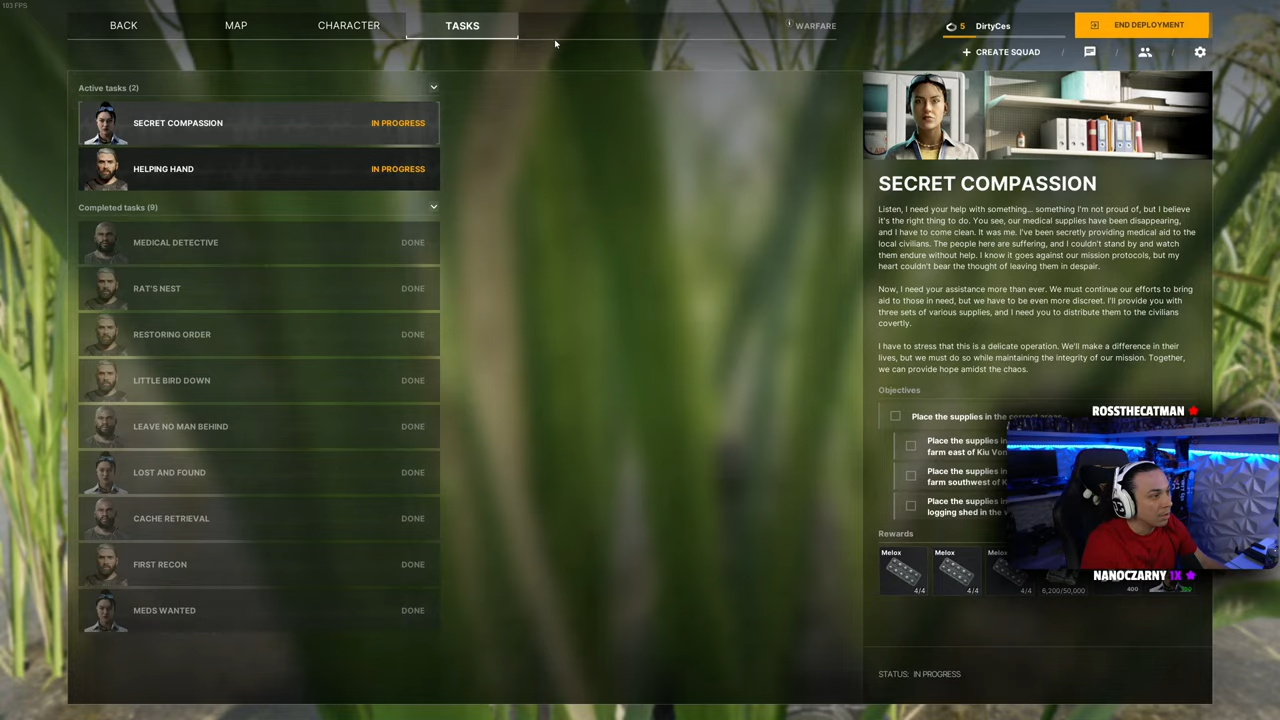 103 FPS
BACK
MAP
CHARACTER
TASKS
WARFARE
5 DirtyCes
END DEPLOYMENT
+ CREATE SQUAD
Active tasks (2)
SECRET COMPASSION IN PROGRESS
HELPING HAND IN PROGRESS
Completed tasks (9)
MEDICAL DETECTIVE DONE
RAT'S NEST DONE
RESTORING ORDER DONE
LITTLE BIRD DOWN DONE
LEAVE NO MAN BEHIND DONE
LOST AND FOUND DONE
CACHE RETRIEVAL DONE
FIRST RECON DONE
MEDS WANTED DONE
SECRET COMPASSION
Listen, I need your help with something... something I'm not proud of, but I believe
it's the right thing to do. You see, our medical supplies have been disappearing,
and I have to come clean. It was me. I've been secretly providing medical aid to the
local civilians. The people here are suffering, and I couldn't stand by and watch
them endure without help. I know it goes against our mission protocols, but my
heart couldn't bear the thought of leaving them in despair.
Now, I need your assistance more than ever. We must continue our efforts to bring
aid to those in need, but we have to be even more discreet. I'll provide you with
three sets of various supplies, and I need you to distribute them to the civilians
covertly.
I have to stress that this is a delicate operation. We'll make a difference in their
lives, but we must do so while maintaining the integrity of our mission. Together,
we can provide hope amidst the chaos.
Objectives
Place the supplies in the correct areas
Place the supplies in
farm east of Kiu Von
Place the supplies in
farm southwest of K
Place the supplies in
logging shed in the
Rewards
Melox
4/4
Melox
4/4
Melox
4/4
6,200/50,000
400
ROSSTHECATMAN
NANOCZARNY 1X
STATUS: IN PROGRESS